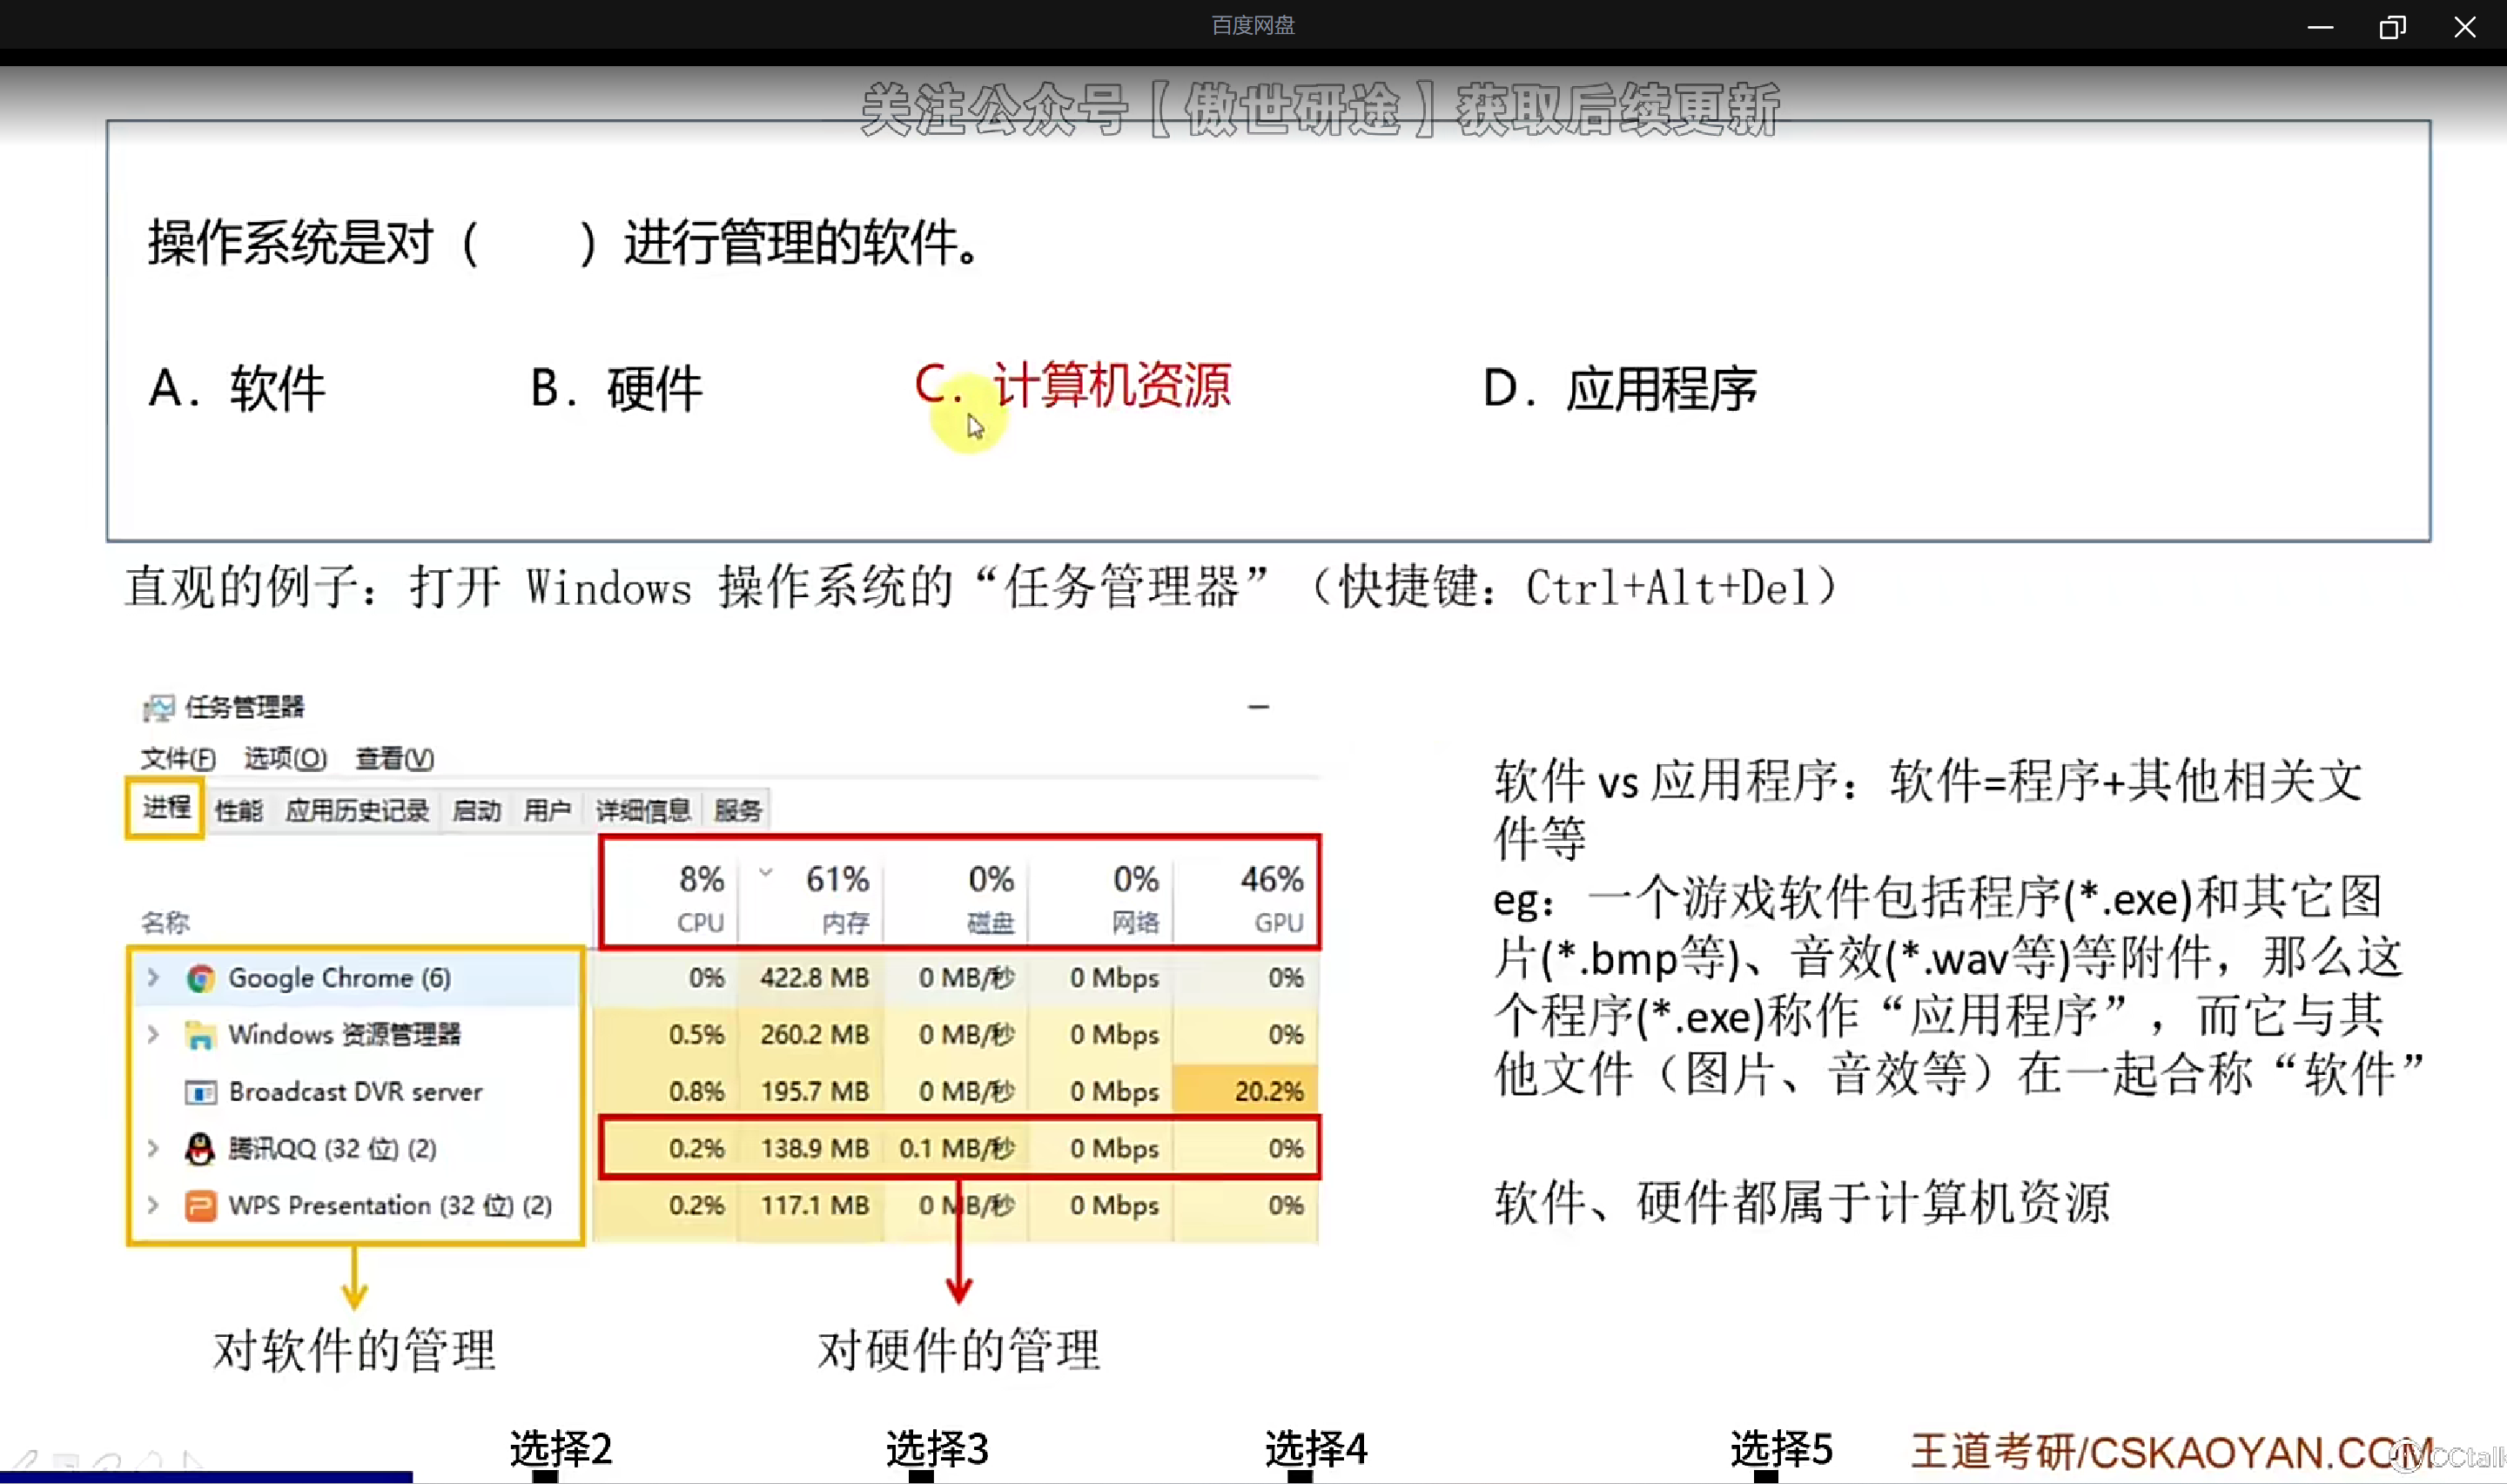 百度网盘
关注公众号【傲世研途】获取后续更新
操作系统是对（　　）进行管理的软件。
A. 软件 B. 硬件 C. 计算机资源 D. 应用程序
直观的例子：打开 Windows 操作系统的“任务管理器”（快捷键：Ctrl+Alt+Del）
任务管理器
文件(F) 选项(O) 查看(V)
进程 性能 应用历史记录 启动 用户 详细信息 服务
8% 61% 0% 0% 46%
名称 CPU 内存 磁盘 网络 GPU
Google Chrome (6) 0% 422.8 MB 0 MB/秒 0 Mbps 0%
Windows 资源管理器 0.5% 260.2 MB 0 MB/秒 0 Mbps 0%
Broadcast DVR server 0.8% 195.7 MB 0 MB/秒 0 Mbps 20.2%
腾讯QQ (32 位) (2) 0.2% 138.9 MB 0.1 MB/秒 0 Mbps 0%
WPS Presentation (32 位) (2) 0.2% 117.1 MB 0 MB/秒 0 Mbps 0%
对软件的管理 对硬件的管理
软件 vs 应用程序：软件=程序+其他相关文
件等
eg：一个游戏软件包括程序(*.exe)和其它图
片(*.bmp等)、音效(*.wav等)等附件，那么这
个程序(*.exe)称作“应用程序”，而它与其
他文件（图片、音效等）在一起合称“软件”
软件、硬件都属于计算机资源
选择2 选择3 选择4 选择5 王道考研/CSKAOYAN.COM
CCtalk